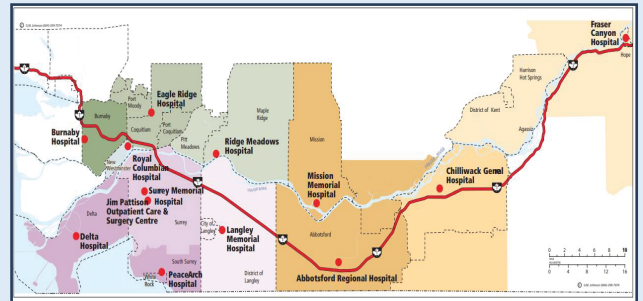 Fraser
Canyon
Hospital
Hope
Harrison
Hot Springs
District of Kent
Agassiz
Eagle Ridge
Hospital
Port
Moody
Maple
Ridge
Burnaby
Coquitlam
Port
Coquitlam
Pitt
Meadows
Mission
Burnaby
Hospital
Ridge Meadows
Hospital
New
Westminster
Royal
Columbian
Hospital
Mission
Memorial
Hospital
Chilliwack General
Hospital
Surrey Memorial
Hospital
Jim Pattison
Outpatient Care &
Surgery Centre
Delta
Surrey
City of
Langley
Langley
Memorial
Hospital
Abbotsford
Delta
Hospital
South Surrey
White
Rock
PeaceArch
Hospital
District of
Langley
Abbotsford Regional Hospital
0 2 4 6 8 10
0 4 8 12 16